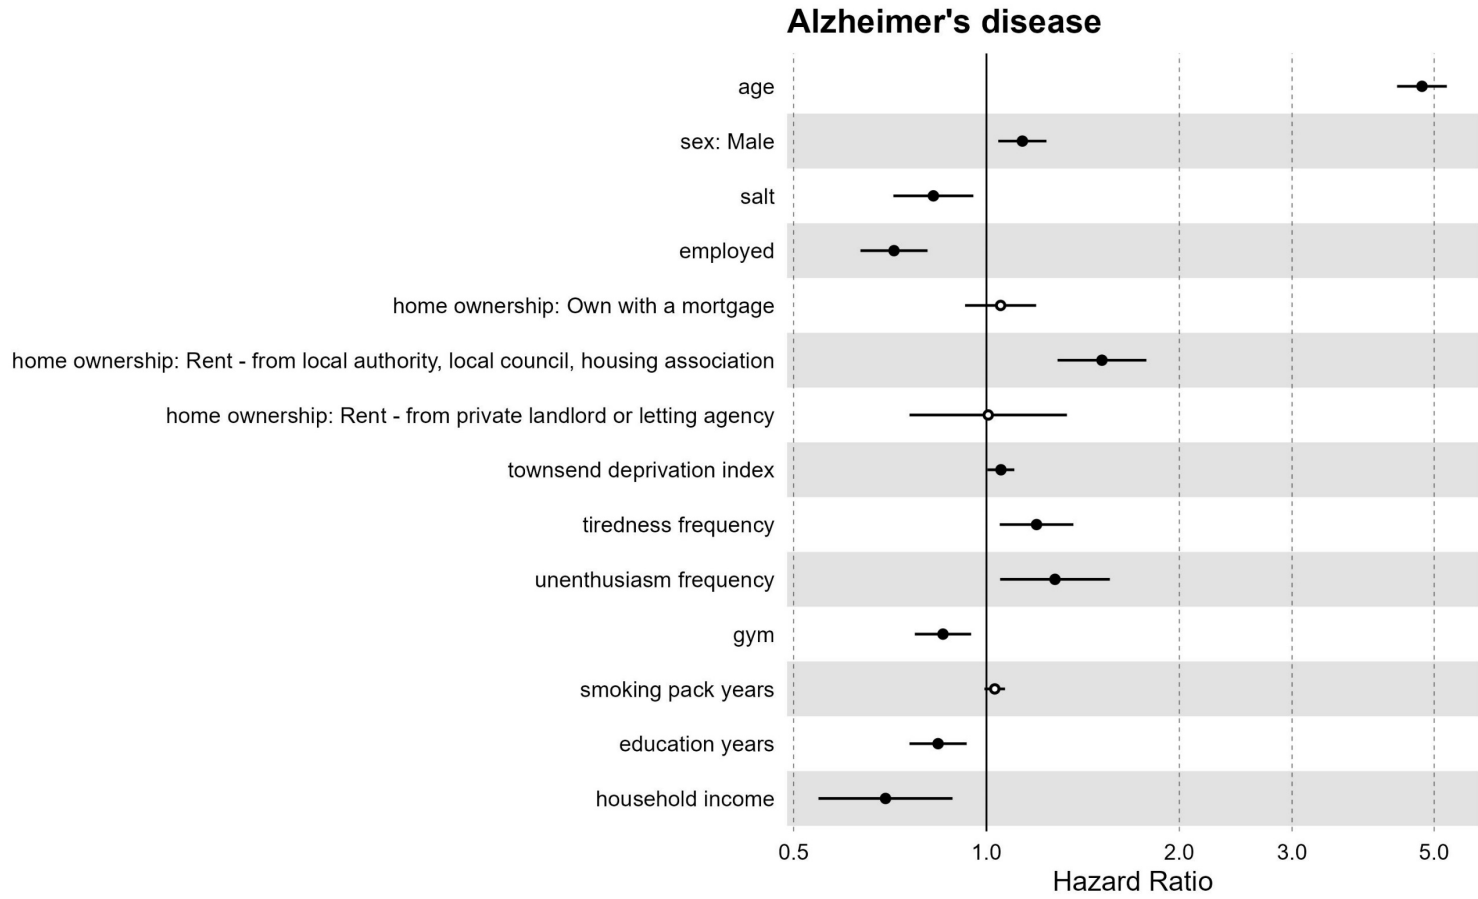 Alzheimer's disease
age
sex: Male
salt
employed
home ownership: Own with a mortgage
home ownership: Rent - from local authority, local council, housing association
home ownership: Rent - from private landlord or letting agency
townsend deprivation index
tiredness frequency
unenthusiasm frequency
gym
smoking pack years
education years
household income
0.5 1.0 2.0 3.0 5.0
Hazard Ratio